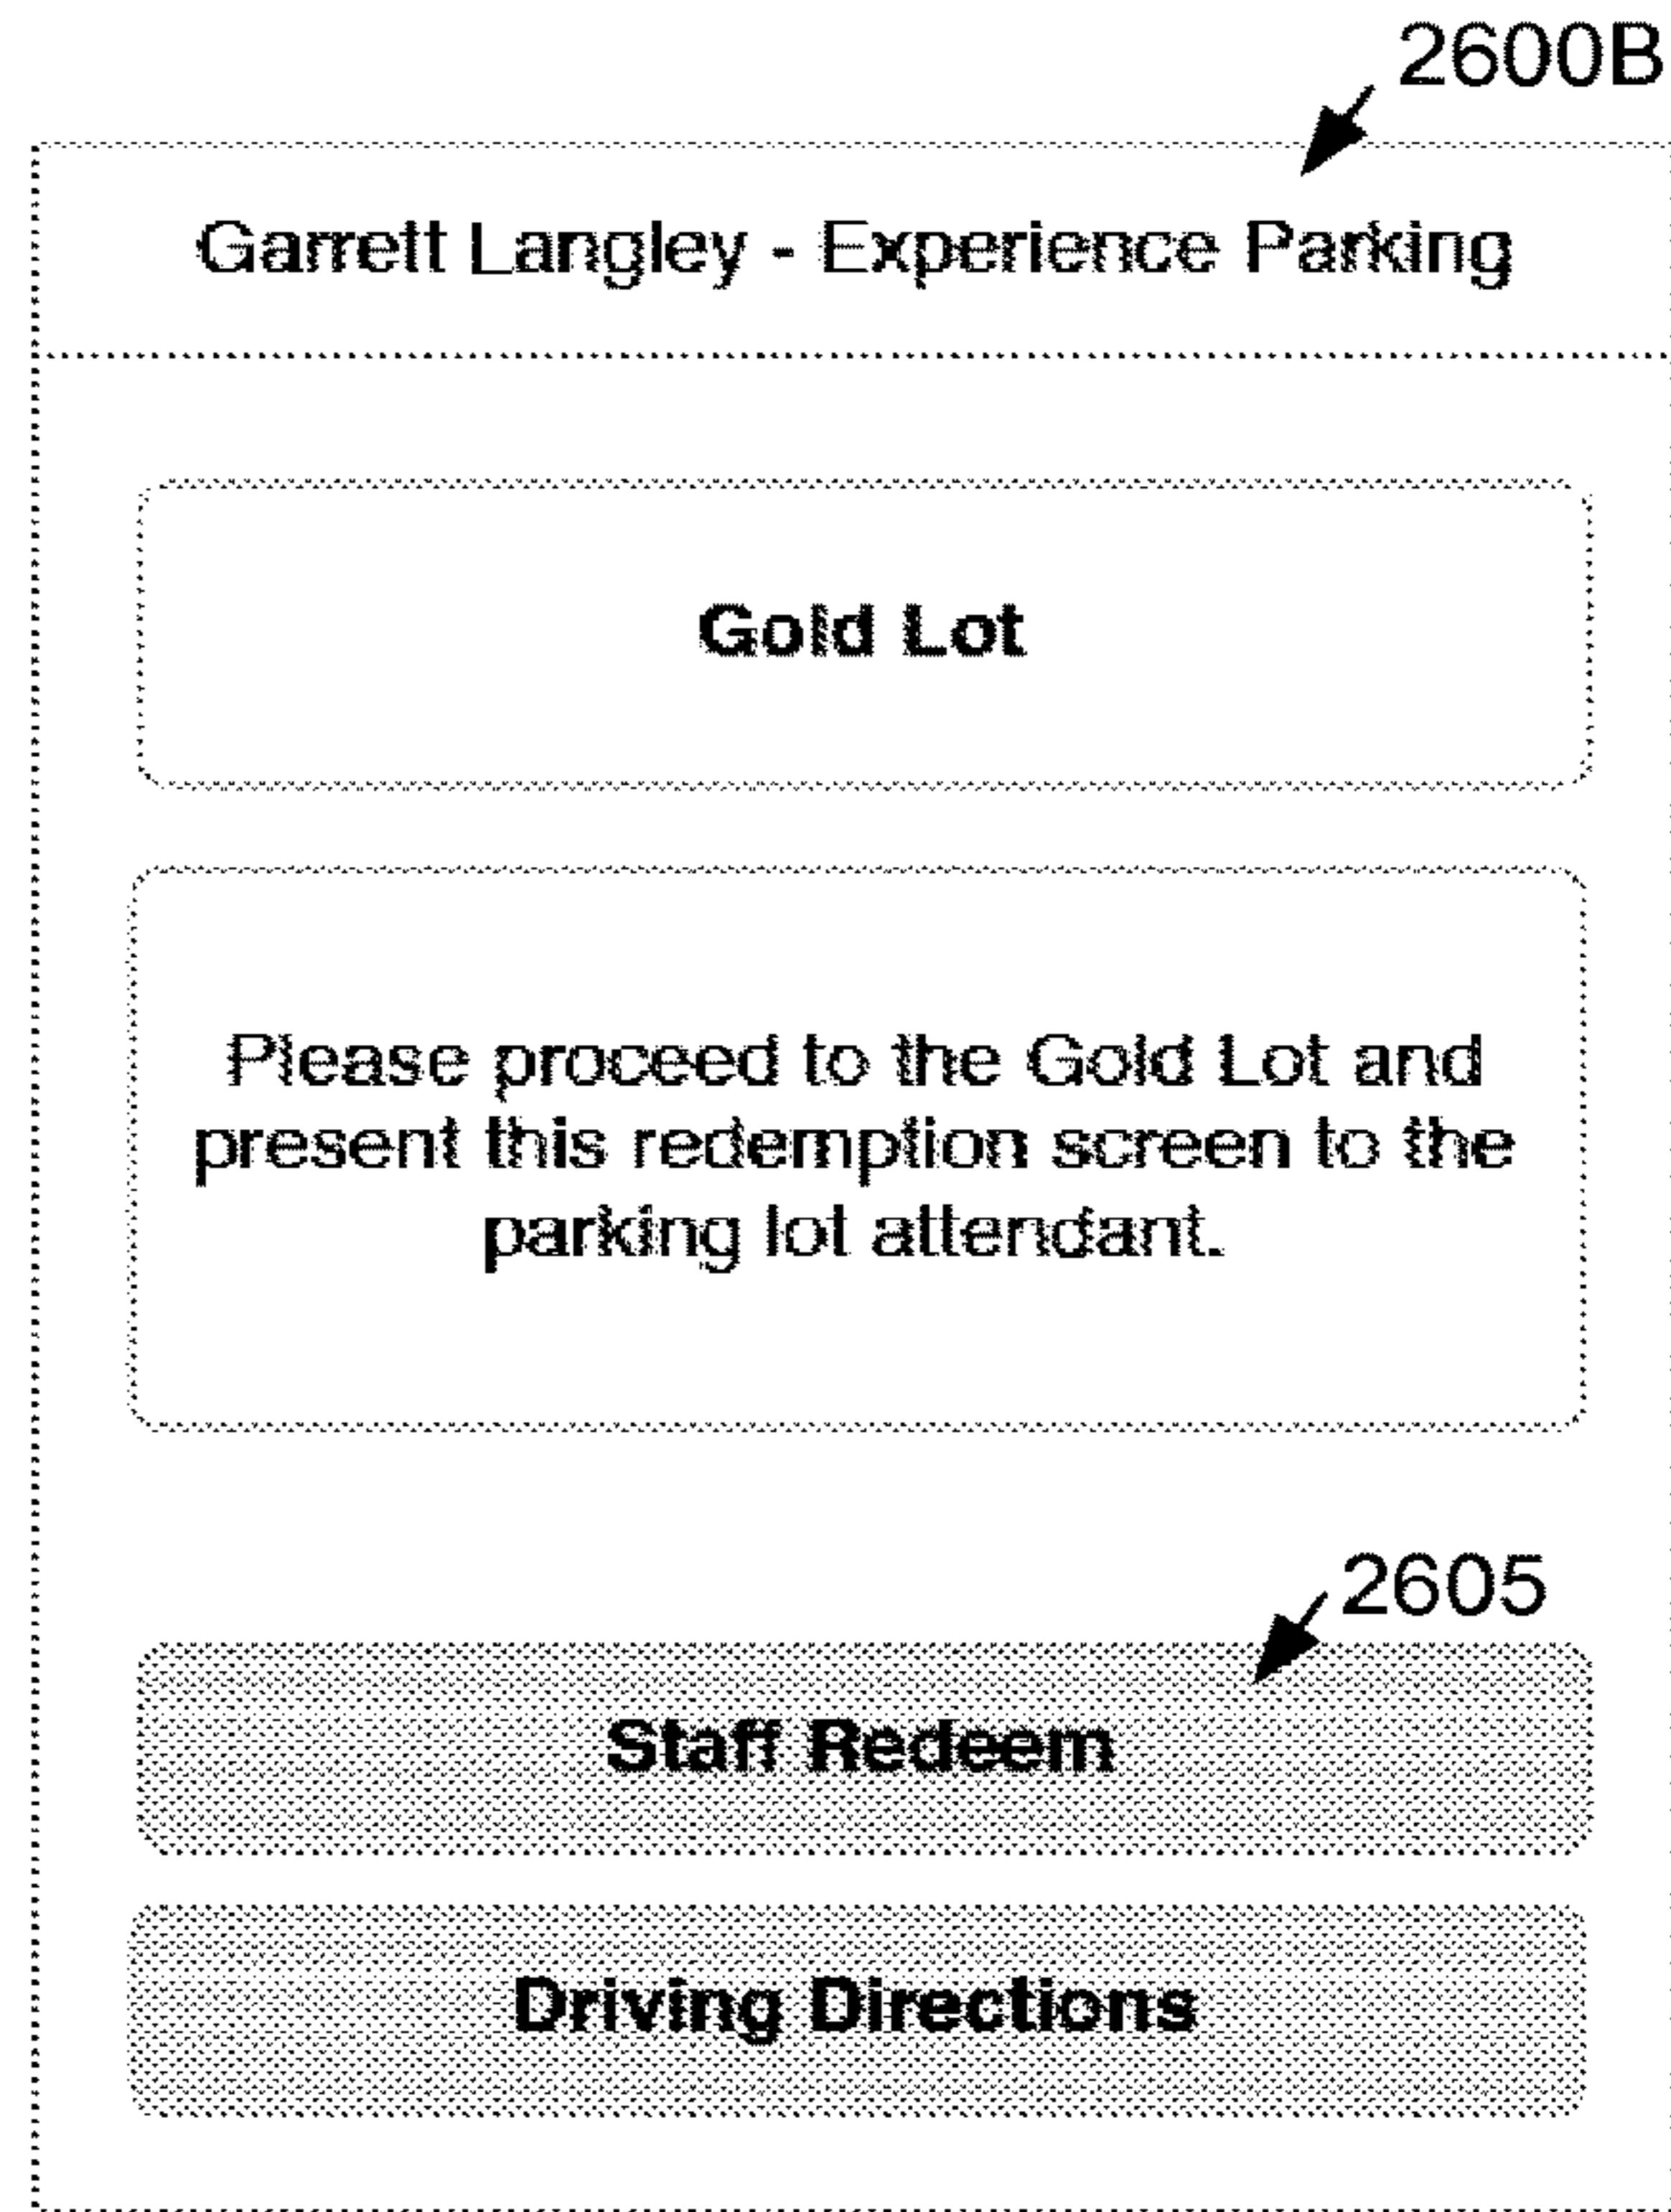 2600B
Garrett Langley - Experience Parking
Gold Lot
Please proceed to the Gold Lot and
present this redemption screen to the
parking lot attendant.
2605
Staff Redeem
Driving Directions